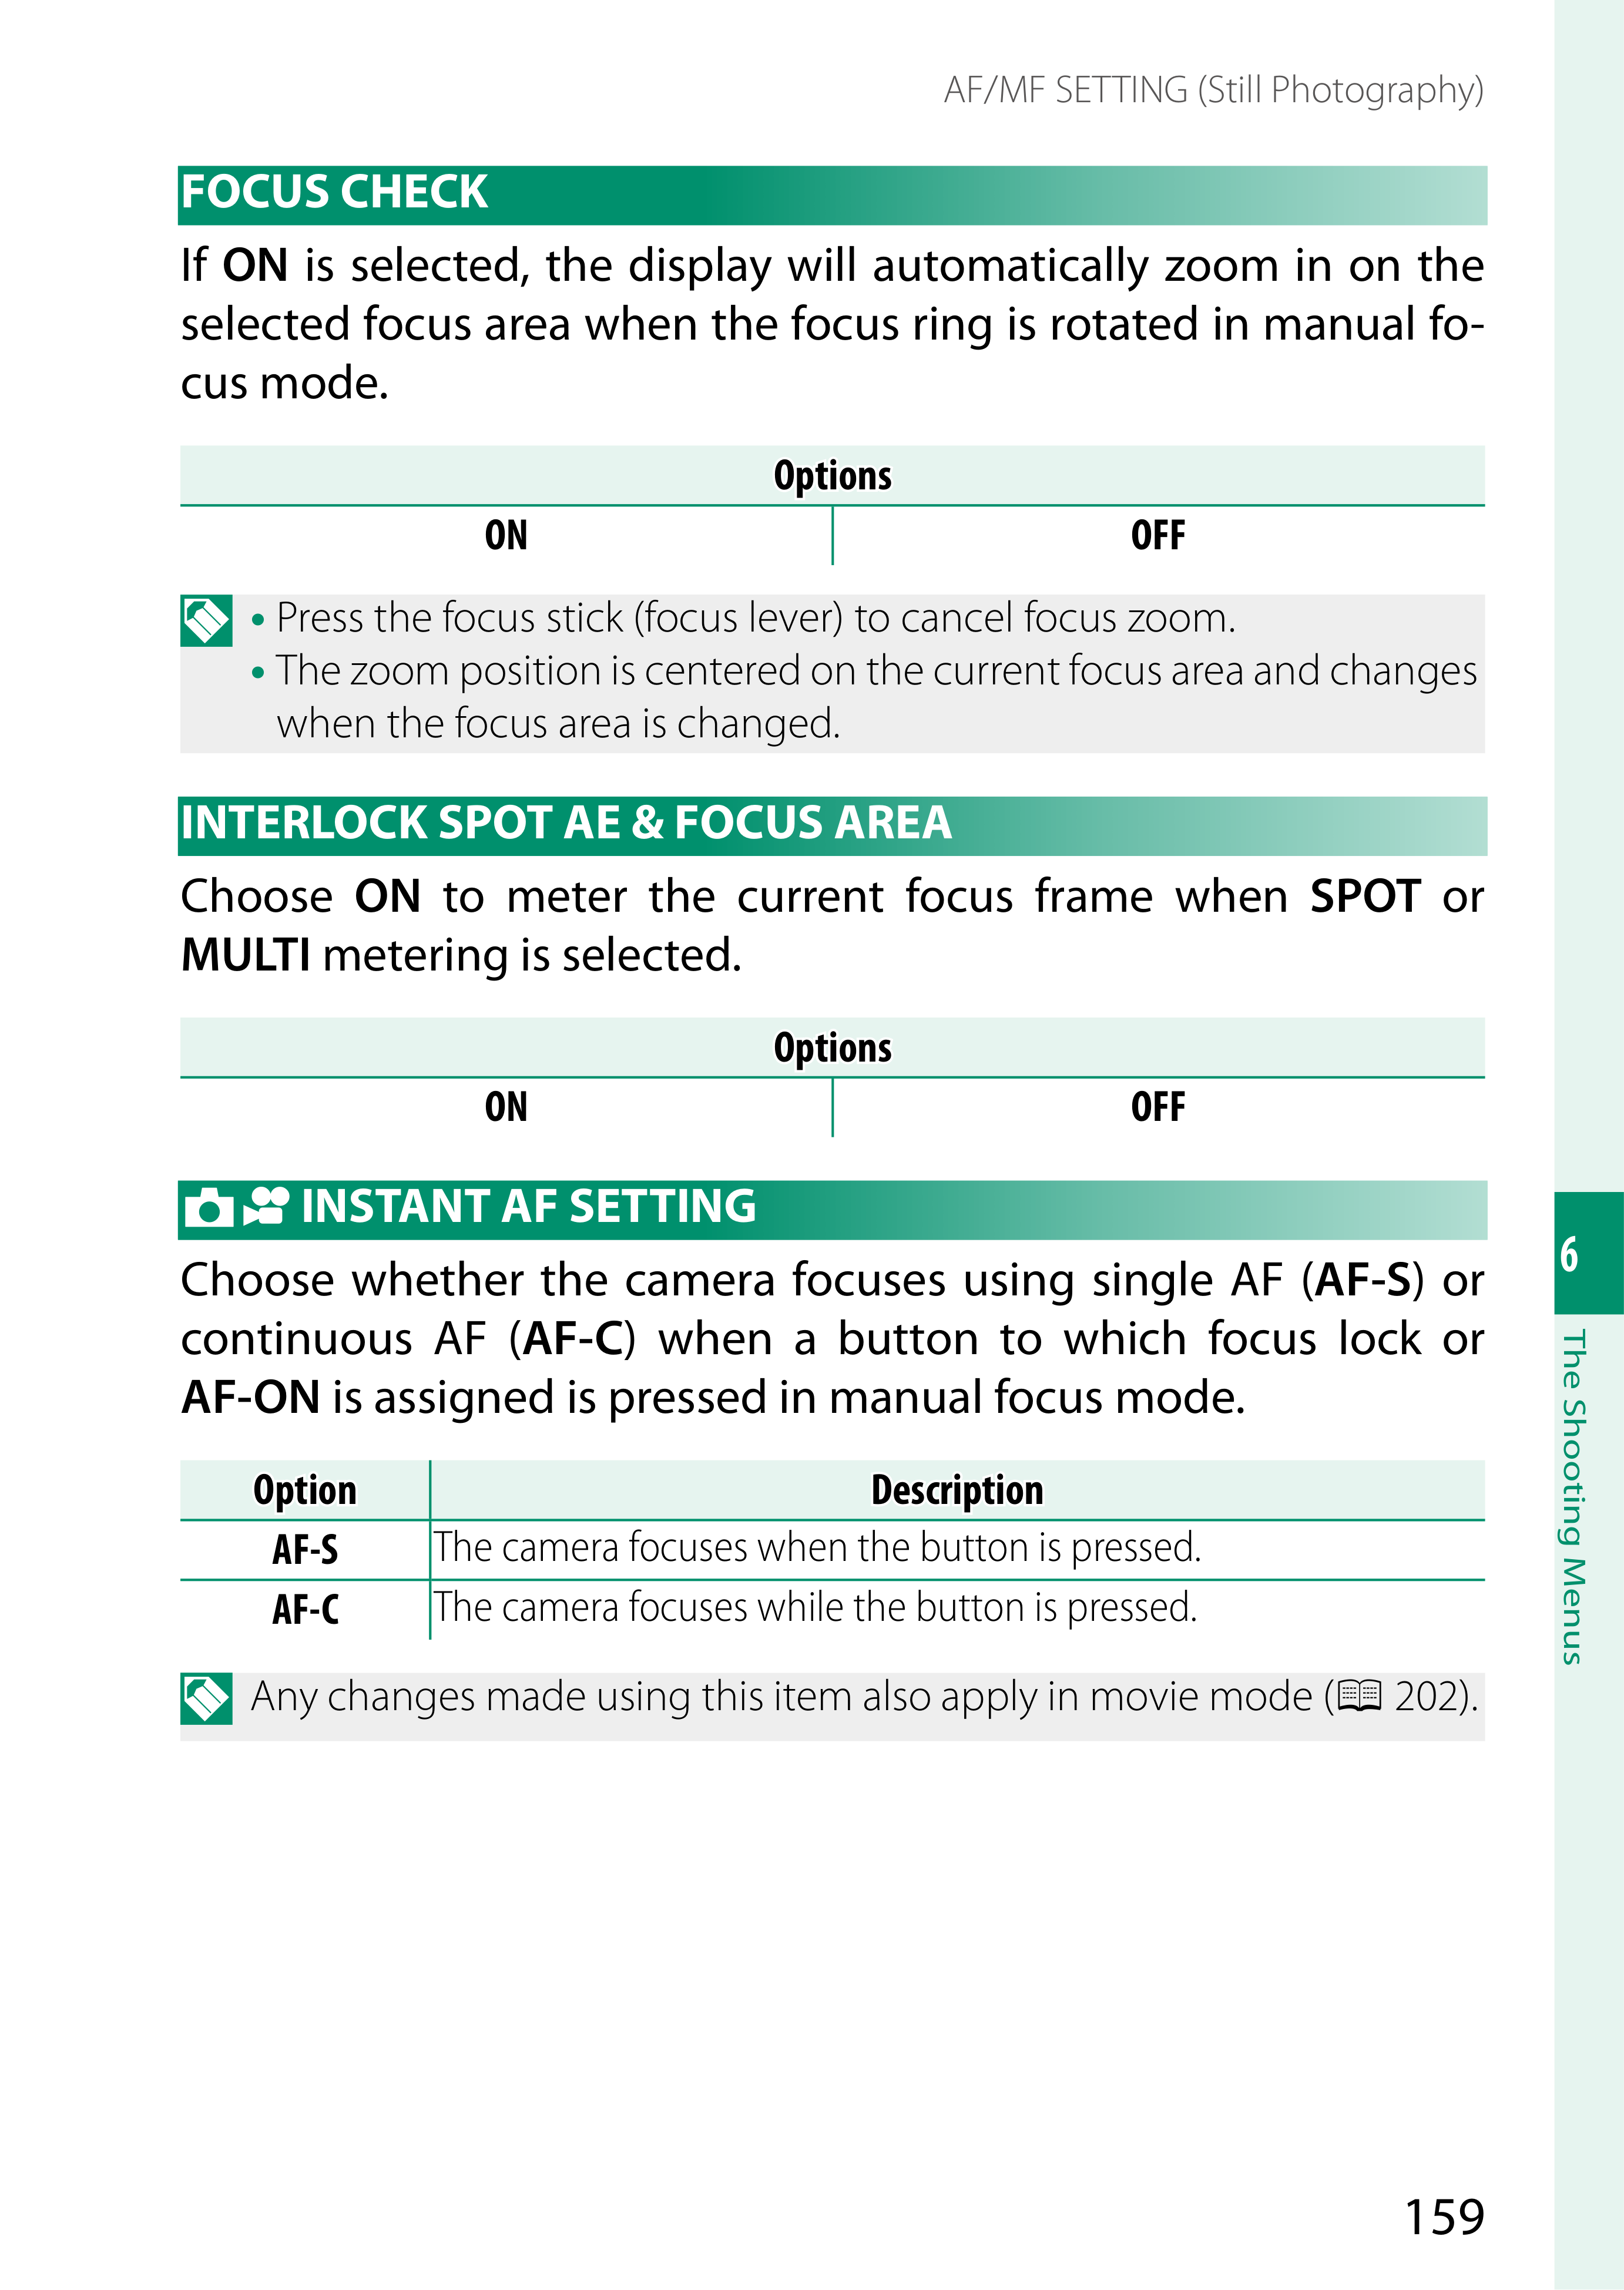 AF/MF SETTING (Still Photography)
FOCUS CHECK
If ON is selected, the display will automatically zoom in on the
selected focus area when the focus ring is rotated in manual fo-
cus mode.
Options
ON OFF
• Press the focus stick (focus lever) to cancel focus zoom.
• The zoom position is centered on the current focus area and changes
when the focus area is changed.
INTERLOCK SPOT AE & FOCUS AREA
Choose ON to meter the current focus frame when SPOT or
MULTI metering is selected.
Options
ON OFF
INSTANT AF SETTING
Choose whether the camera focuses using single AF (AF-S) or
continuous AF (AF-C) when a button to which focus lock or
AF-ON is assigned is pressed in manual focus mode.
Option Description
AF-S The camera focuses when the button is pressed.
AF-C The camera focuses while the button is pressed.
Any changes made using this item also apply in movie mode (202).
6
The Shooting Menus
159